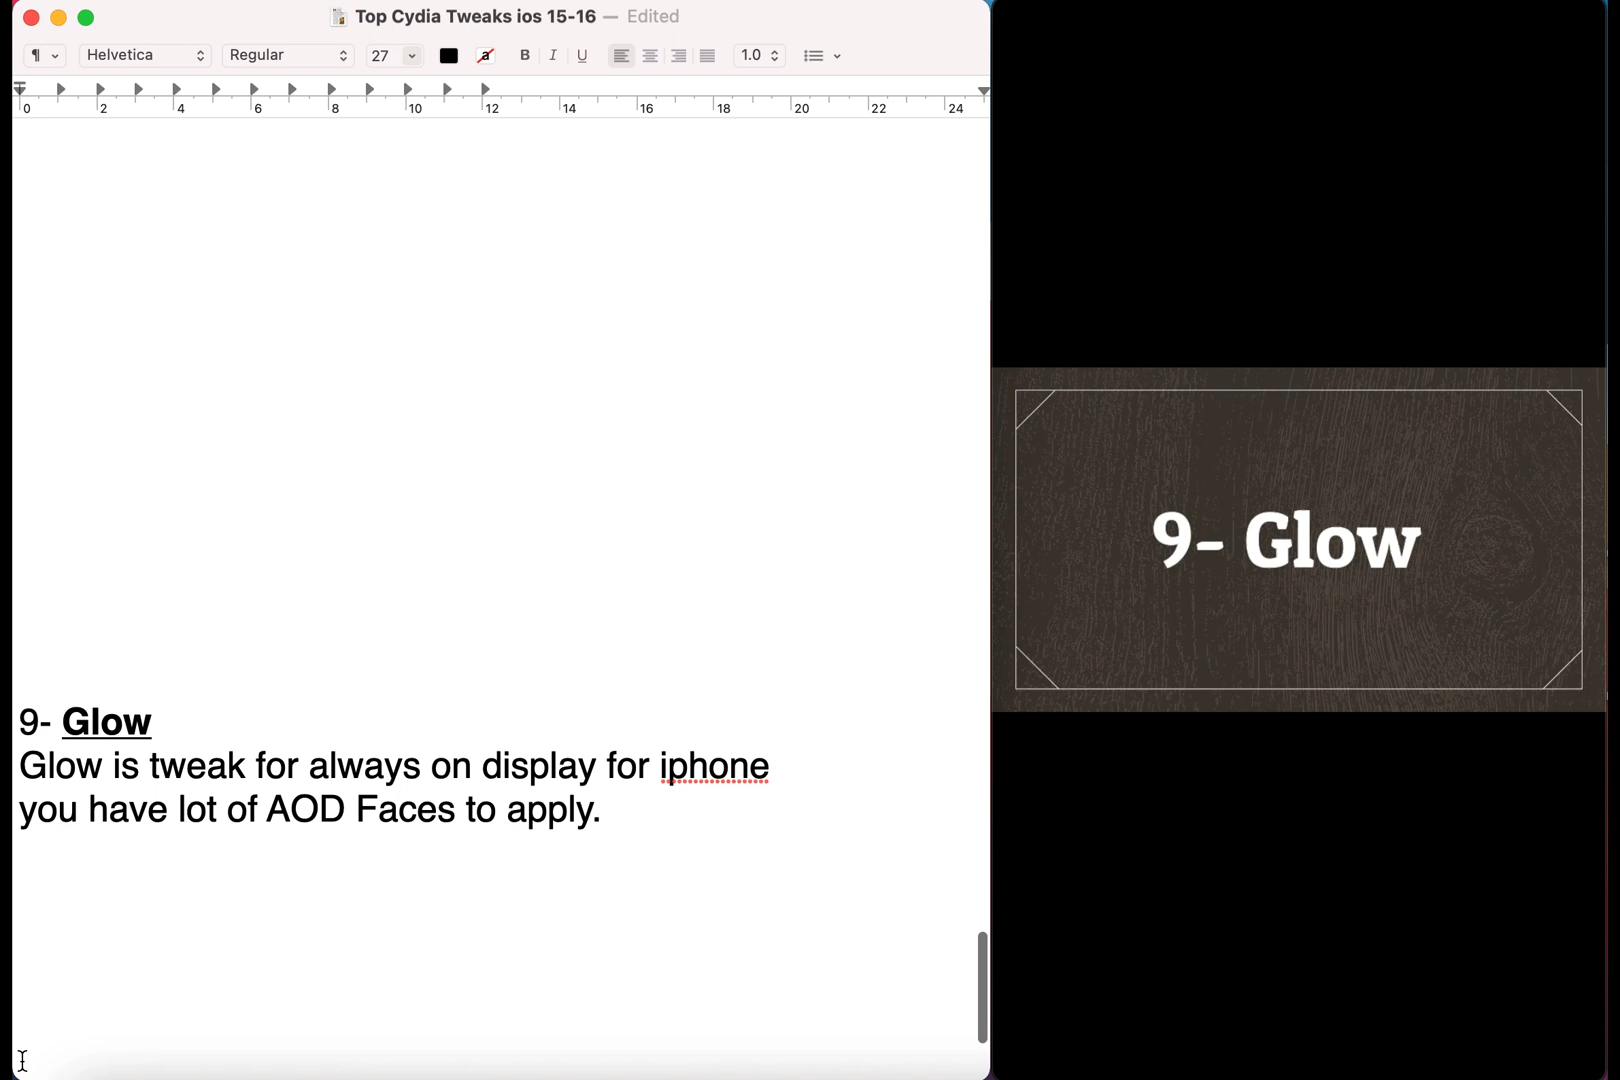 Top Cydia Tweaks ios 15-16 — Edited
¶ Helvetica Regular 27 a B I U 1.0
0 2 4 6 8 10 12 14 16 18 20 22 24
9- Glow
Glow is tweak for always on display for iphone
you have lot of AOD Faces to apply.
9- Glow